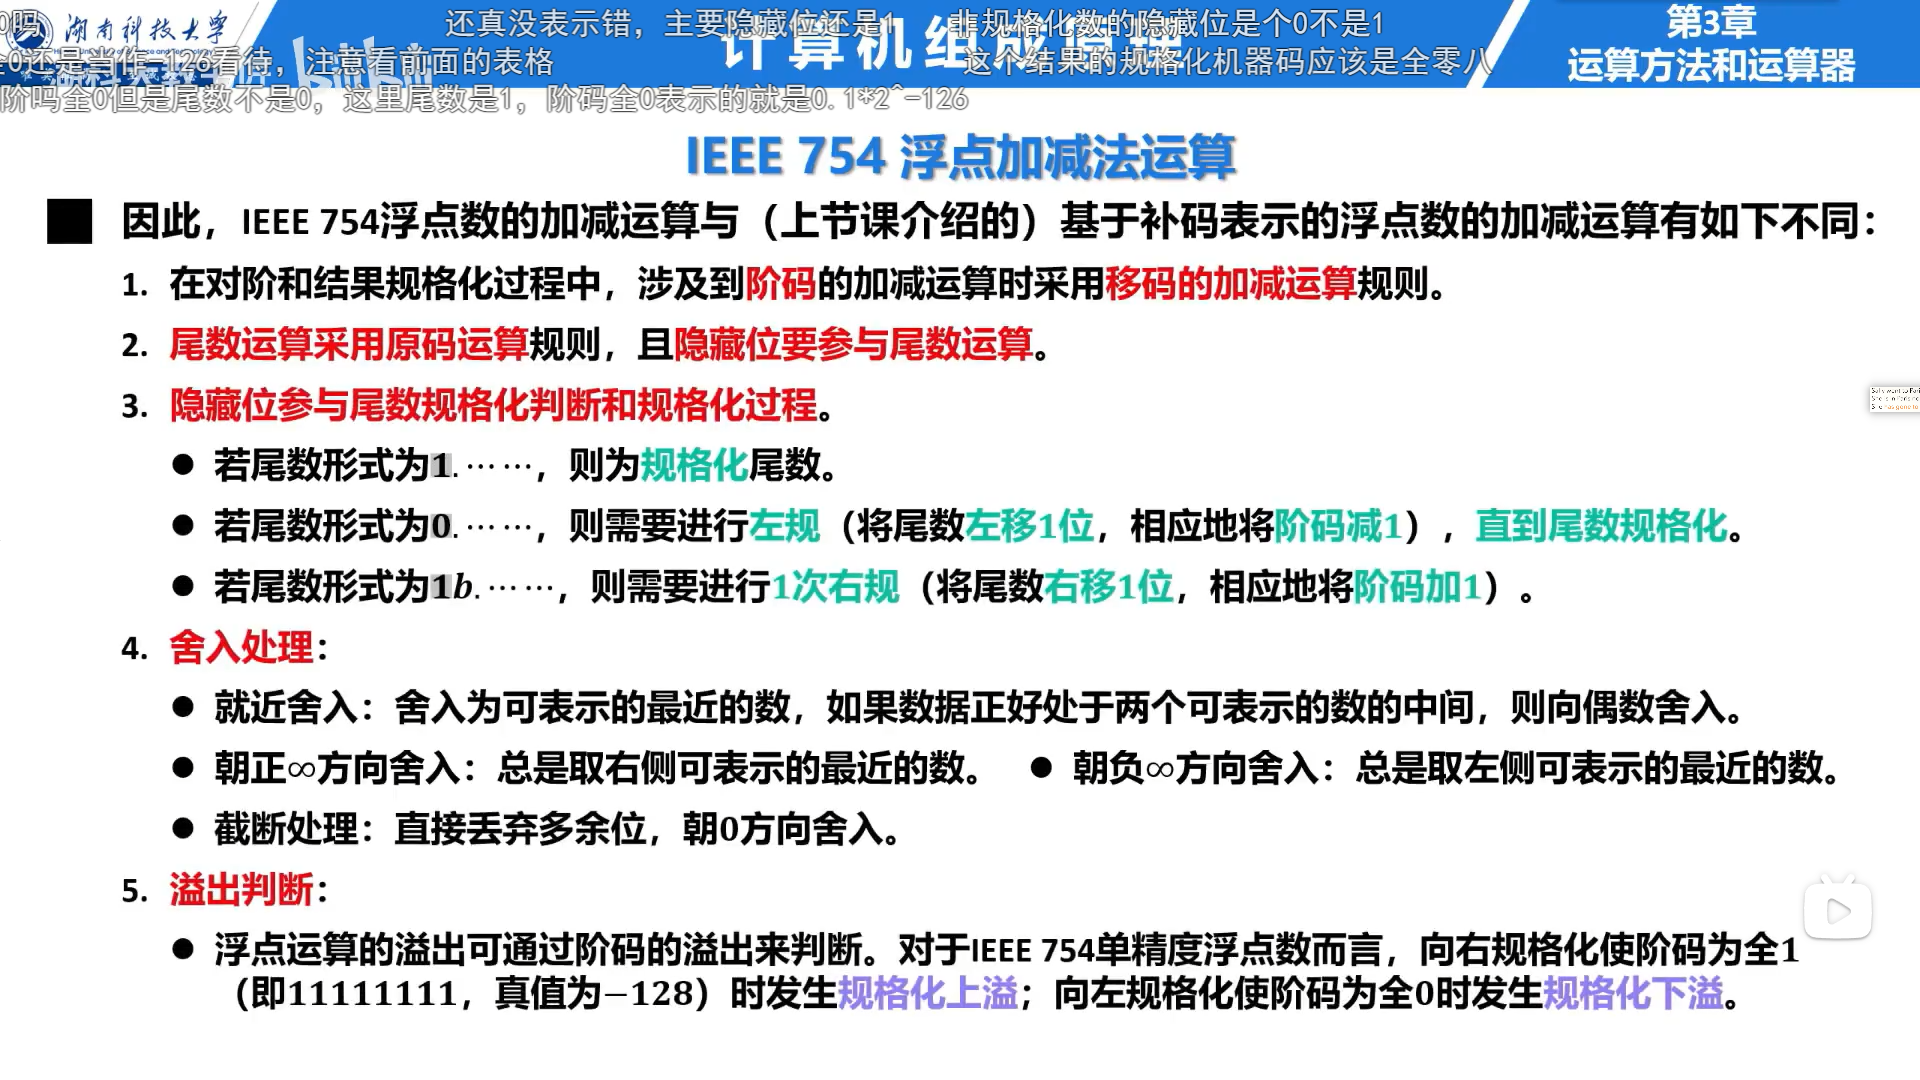 湖南科技大学
计算机组成原理
第3章
运算方法和运算器
还真没表示错，主要隐藏位还是1
非规格化数的隐藏位是个0不是1
全0还是当作-126看待，注意看前面的表格
这个结果的规格化机器码应该是全零八
阶吗全0但是尾数不是0，这里尾数是1，阶码全0表示的就是0.1*2^-126
IEEE 754 浮点加减法运算
因此，IEEE 754浮点数的加减运算与（上节课介绍的）基于补码表示的浮点数的加减运算有如下不同：
1. 在对阶和结果规格化过程中，涉及到阶码的加减运算时采用移码的加减运算规则。
2. 尾数运算采用原码运算规则，且隐藏位要参与尾数运算。
3. 隐藏位参与尾数规格化判断和规格化过程。
● 若尾数形式为1.⋯⋯，则为规格化尾数。
● 若尾数形式为0.⋯⋯，则需要进行左规（将尾数左移1位，相应地将阶码减1），直到尾数规格化。
● 若尾数形式为1b.⋯⋯，则需要进行1次右规（将尾数右移1位，相应地将阶码加1）。
4. 舍入处理：
● 就近舍入：舍入为可表示的最近的数，如果数据正好处于两个可表示的数的中间，则向偶数舍入。
● 朝正∞方向舍入：总是取右侧可表示的最近的数。 ● 朝负∞方向舍入：总是取左侧可表示的最近的数。
● 截断处理：直接丢弃多余位，朝0方向舍入。
5. 溢出判断：
● 浮点运算的溢出可通过阶码的溢出来判断。对于IEEE 754单精度浮点数而言，向右规格化使阶码为全1
（即11111111，真值为−128）时发生规格化上溢；向左规格化使阶码为全0时发生规格化下溢。